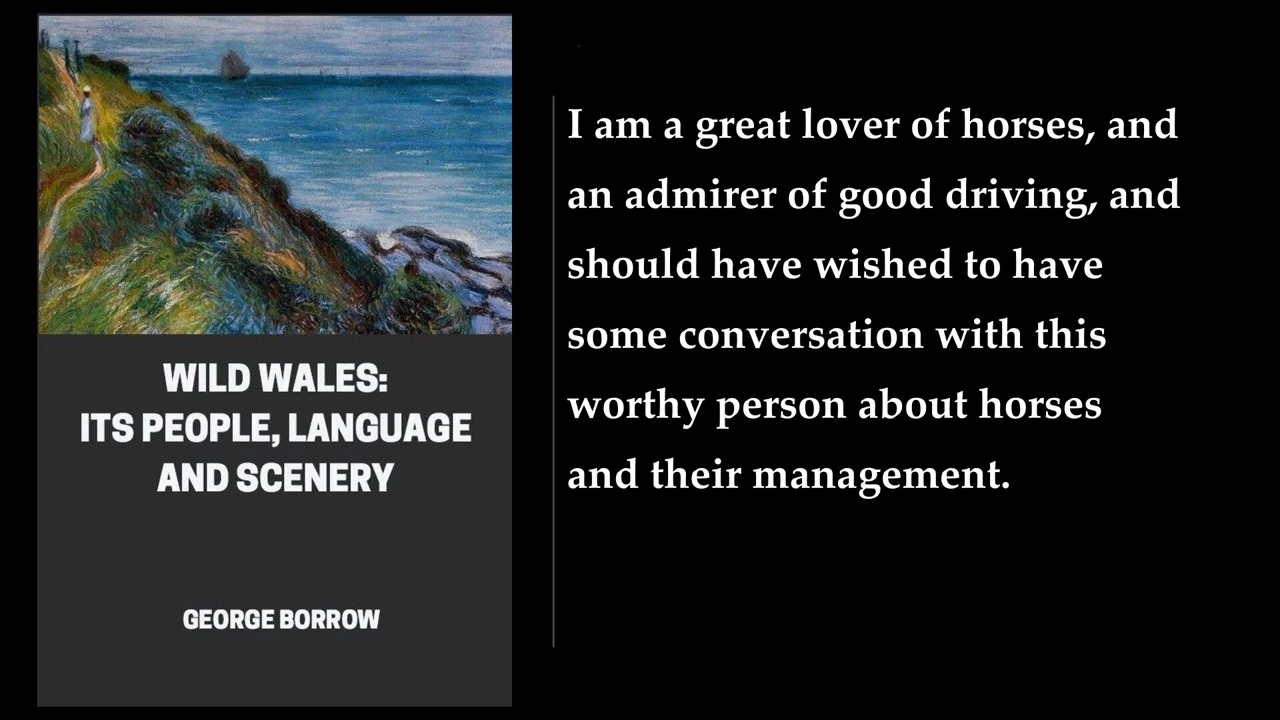 WILD WALES:
ITS PEOPLE, LANGUAGE
AND SCENERY
GEORGE BORROW
I am a great lover of horses, and
an admirer of good driving, and
should have wished to have
some conversation with this
worthy person about horses
and their management.